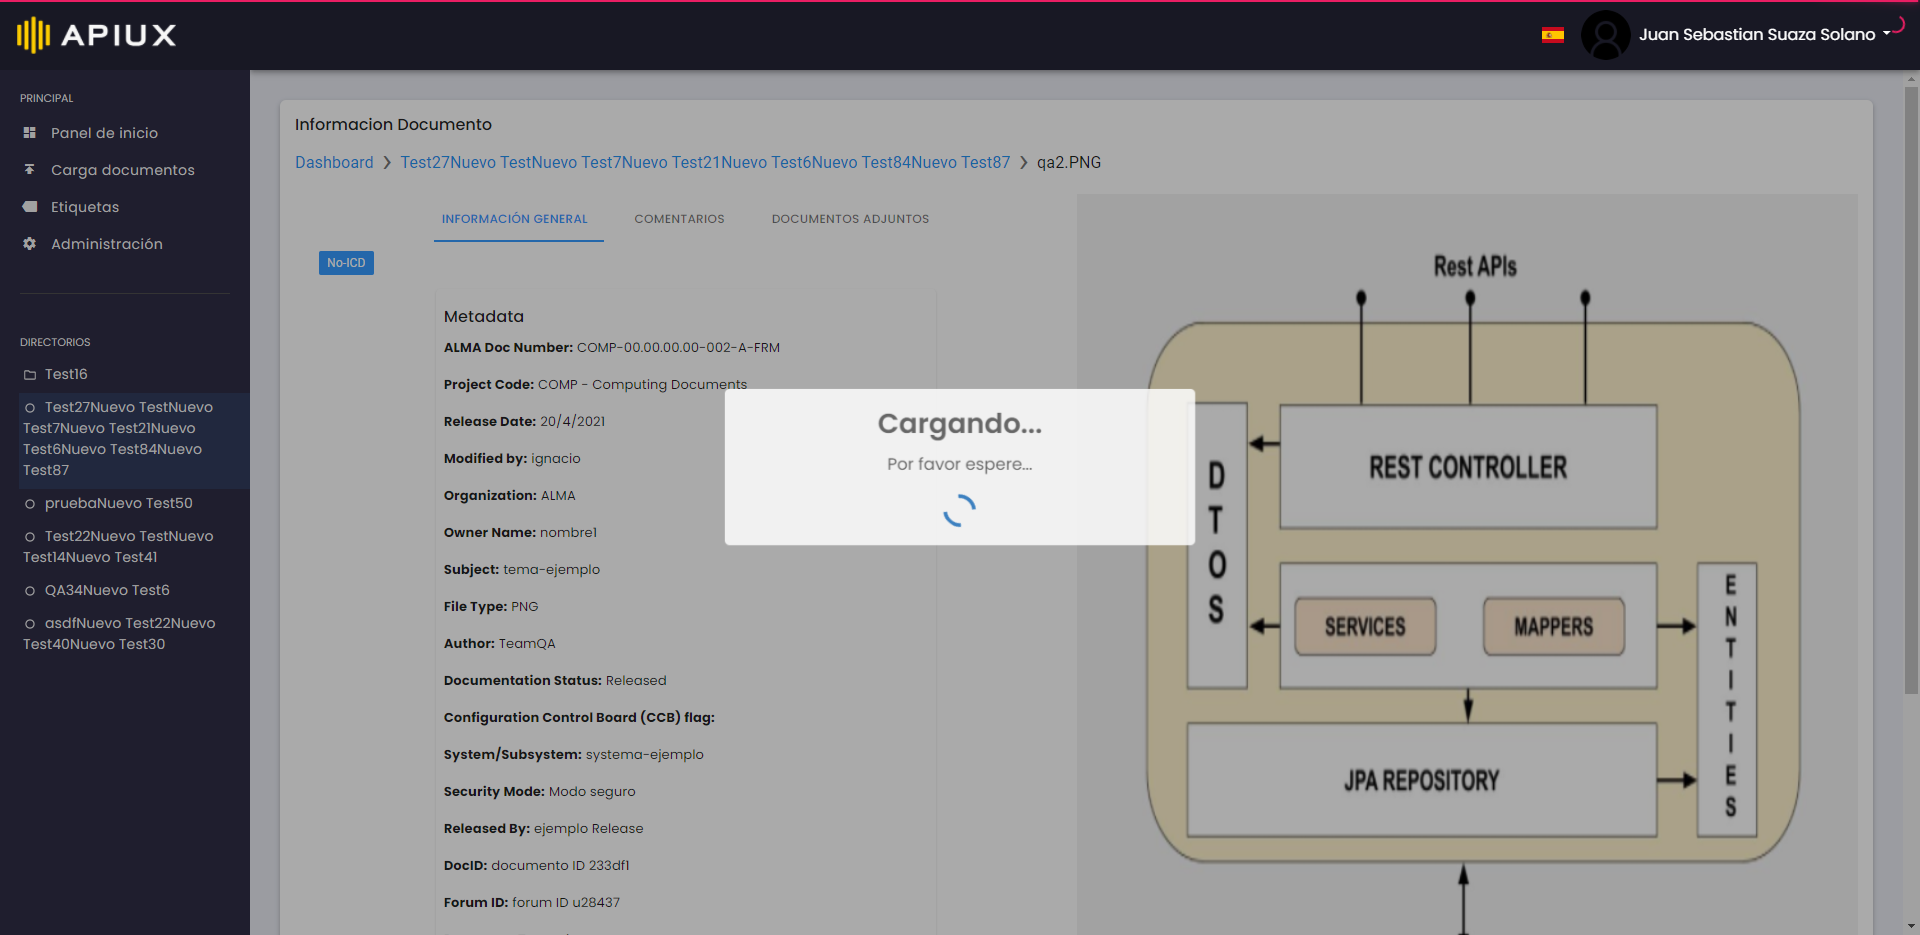 APIUX
Juan Sebastian Suaza Solano
PRINCIPAL
Panel de inicio
Carga documentos
Etiquetas
Administración
DIRECTORIOS
Test16
Test27Nuevo TestNuevo
Test7Nuevo Test21Nuevo
Test6Nuevo Test84Nuevo
Test87
pruebaNuevo Test50
Test22Nuevo TestNuevo
Test14Nuevo Test41
QA34Nuevo Test6
asdfNuevo Test22Nuevo
Test40Nuevo Test30
Informacion Documento
Dashboard
Test27Nuevo TestNuevo Test7Nuevo Test21Nuevo Test6Nuevo Test84Nuevo Test87
qa2.PNG
INFORMACIÓN GENERAL
COMENTARIOS
DOCUMENTOS ADJUNTOS
No-ICD
Metadata
ALMA Doc Number: COMP-00.00.00.00-002-A-FRM
Project Code: COMP - Computing Documents
Release Date: 20/4/2021
Modified by: ignacio
Organization: ALMA
Owner Name: nombre1
Subject: tema-ejemplo
File Type: PNG
Author: TeamQA
Documentation Status: Released
Configuration Control Board (CCB) flag:
System/Subsystem: systema-ejemplo
Security Mode: Modo seguro
Released By: ejemplo Release
DocID: documento ID 233df1
Forum ID: forum ID u28437
Cargando...
Por favor espere...
Rest APIs
DTOS
REST CONTROLLER
SERVICES
MAPPERS
ENTITIES
JPA REPOSITORY